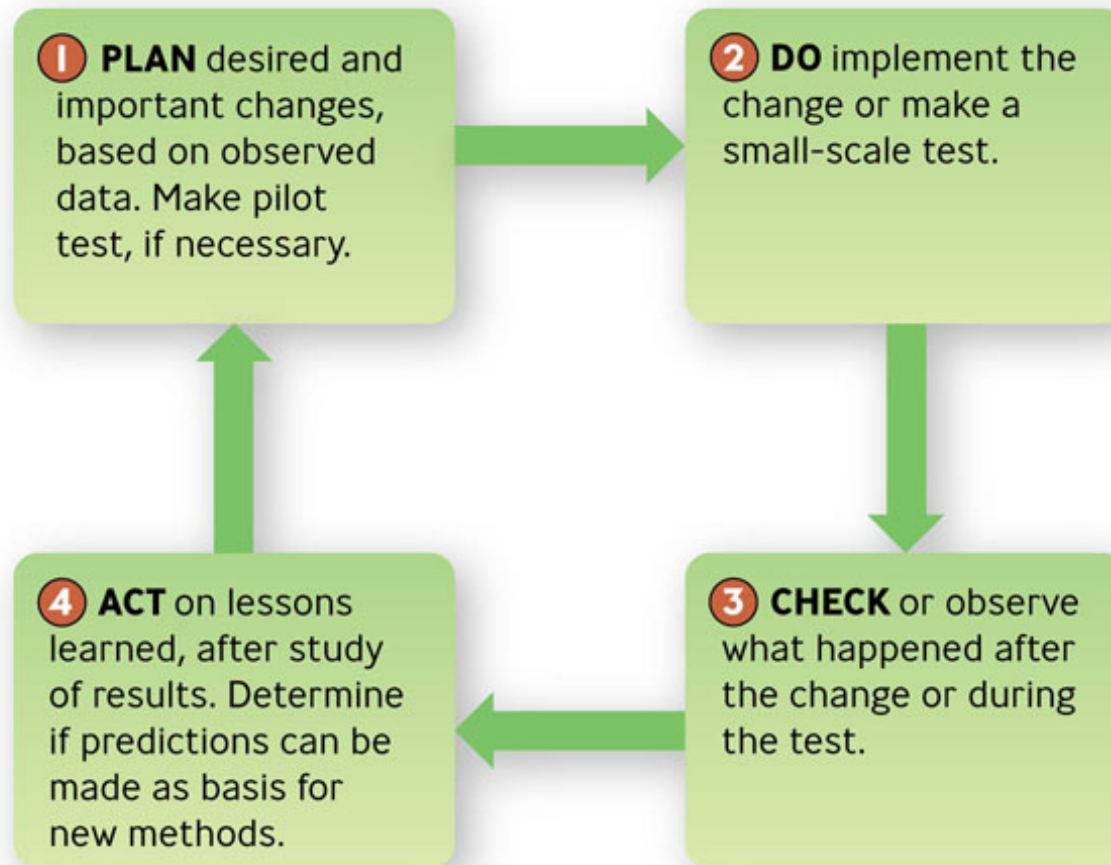 1 PLAN desired and
important changes,
based on observed
data. Make pilot
test, if necessary.
2 DO implement the
change or make a
small-scale test.
3 CHECK or observe
what happened after
the change or during
the test.
4 ACT on lessons
learned, after study
of results. Determine
if predictions can be
made as basis for
new methods.